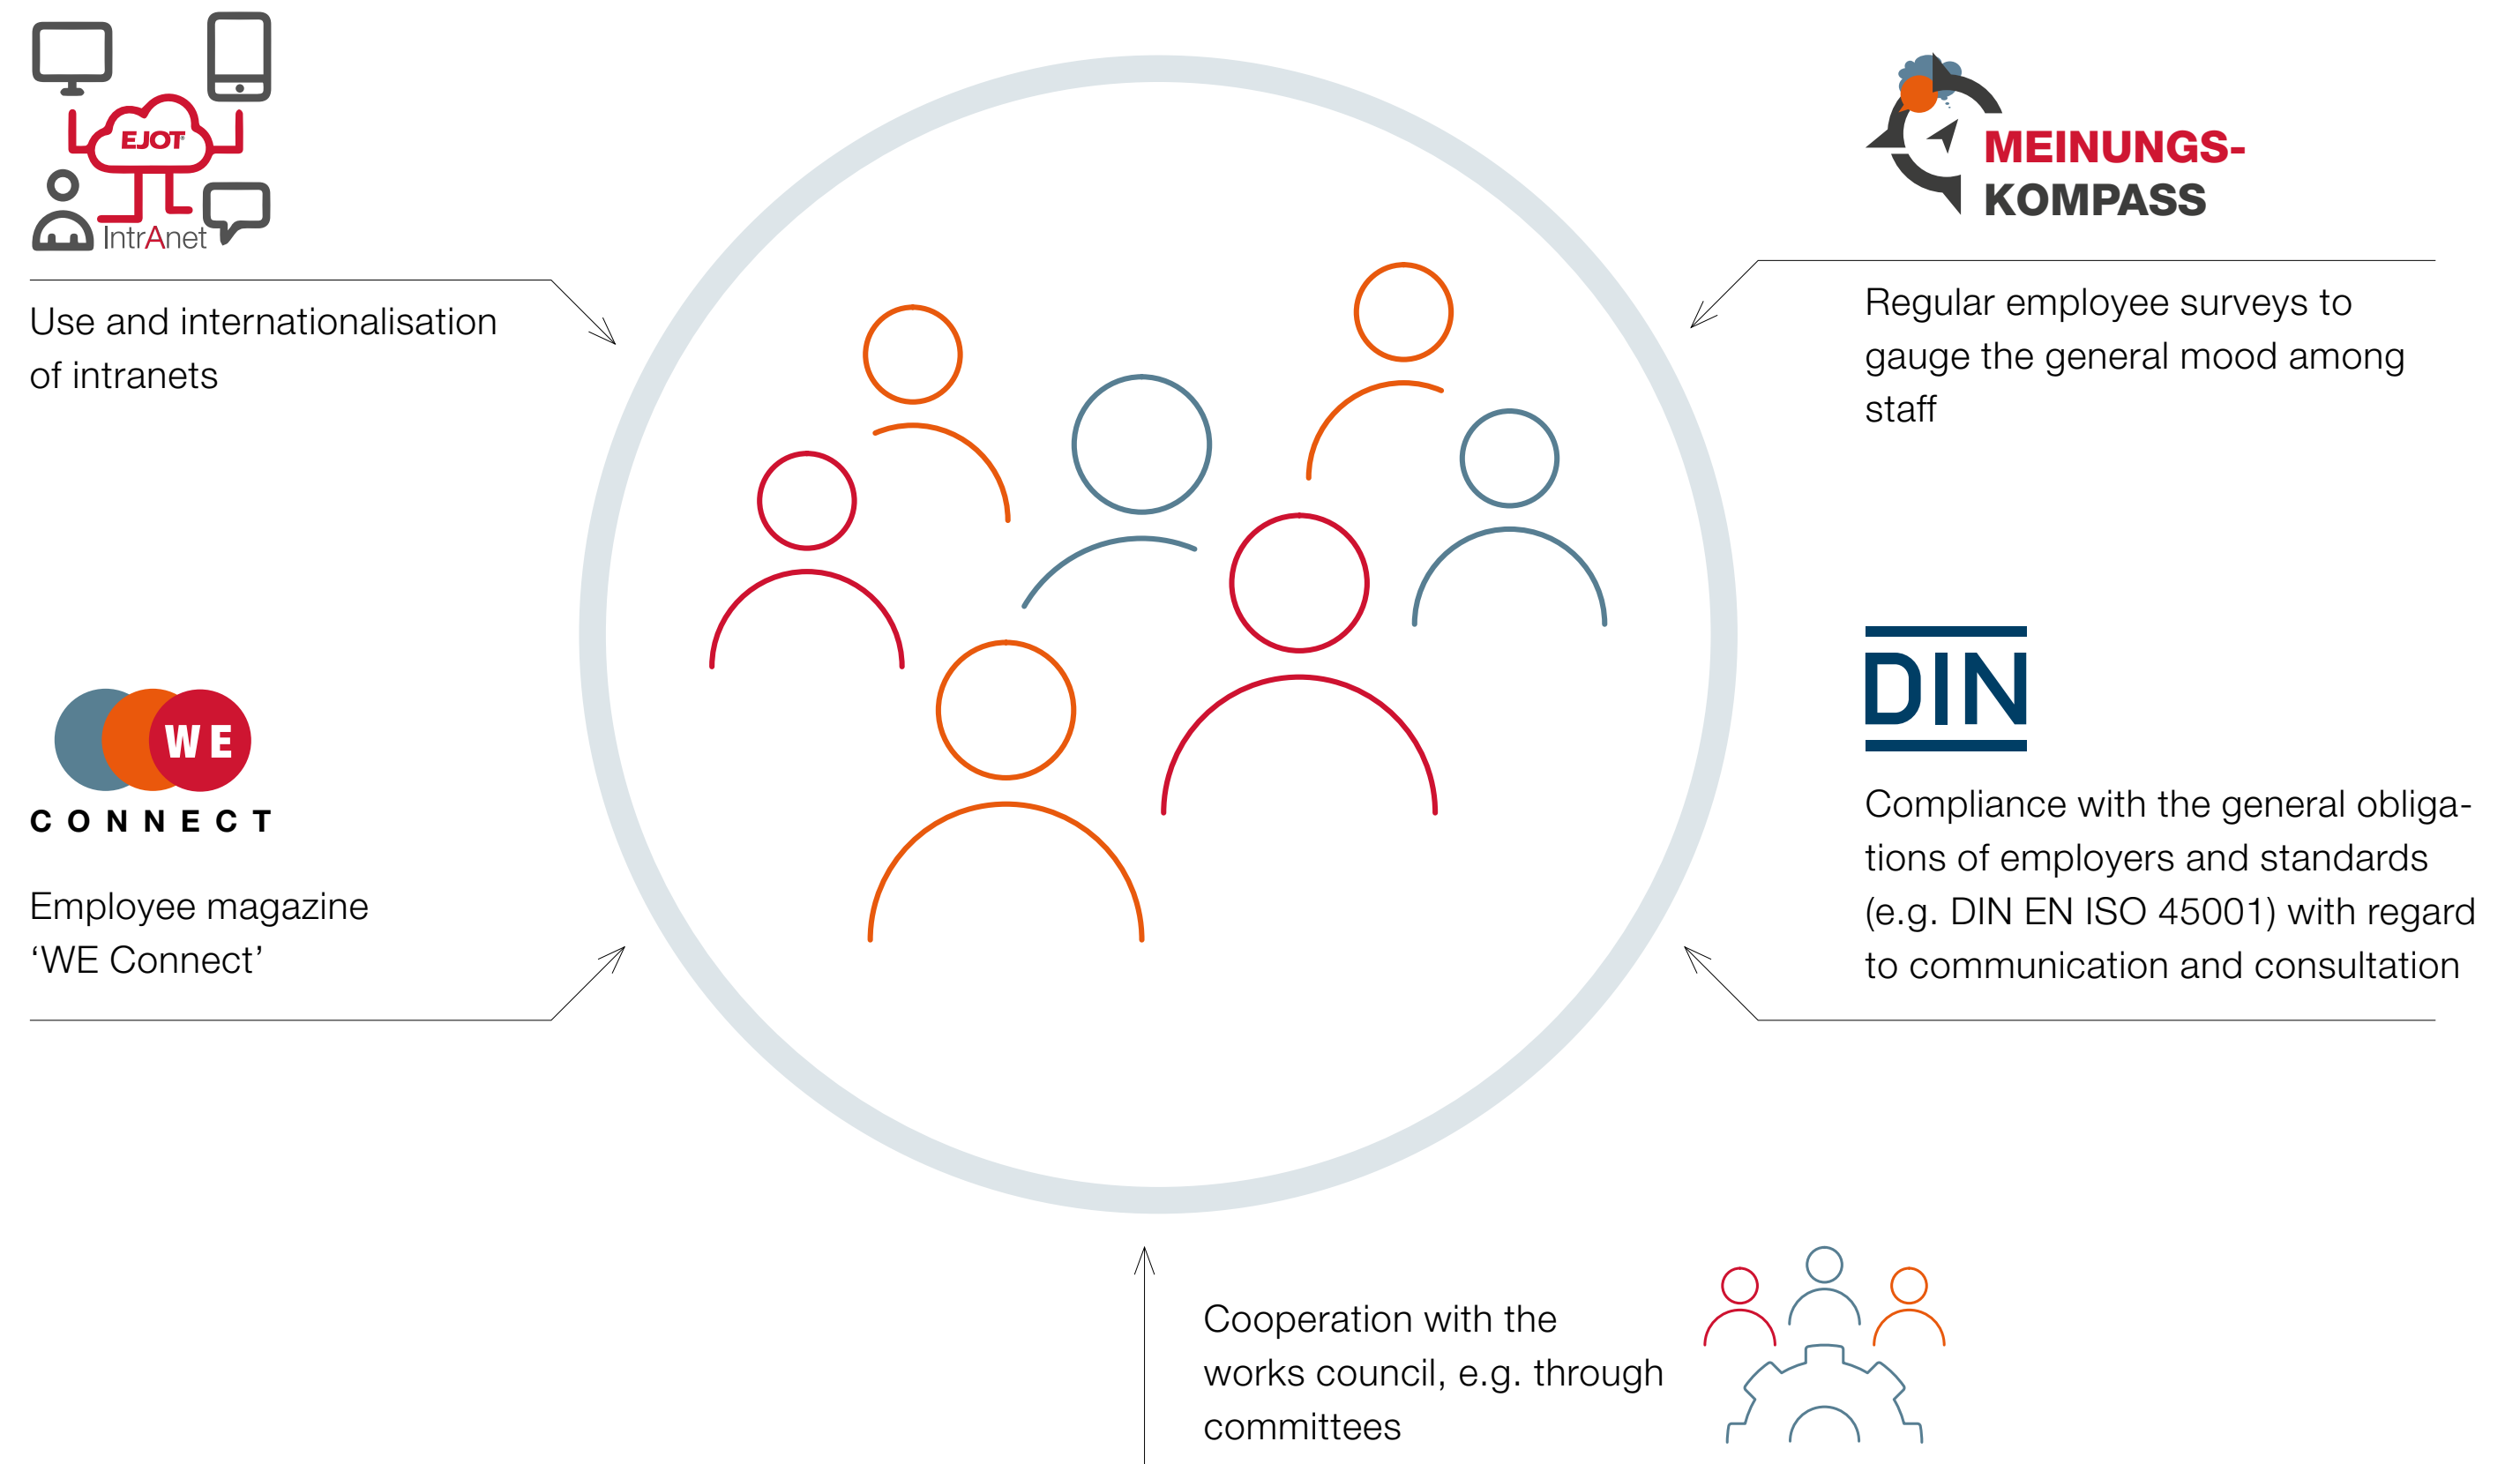 EJOT®
IntrAnet
Use and internationalisation
of intranets
MEINUNGS-
KOMPASS
Regular employee surveys to
gauge the general mood among
staff
WE
CONNECT
Employee magazine
‘WE Connect’
DIN
Compliance with the general obliga-
tions of employers and standards
(e.g. DIN EN ISO 45001) with regard
to communication and consultation
Cooperation with the
works council, e.g. through
committees